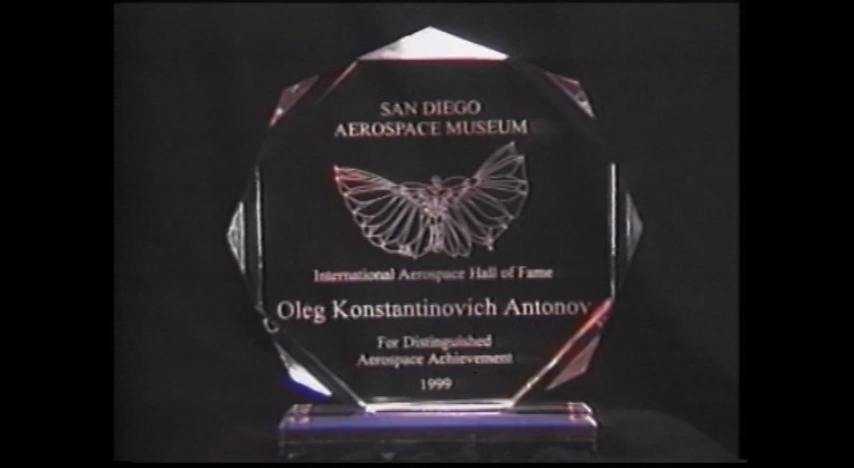 SAN DIEGO
AEROSPACE MUSEUM
International Aerospace Hall of Fame
Oleg Konstantinovich Antonov
For Distinguished
Aerospace Achievement
1999